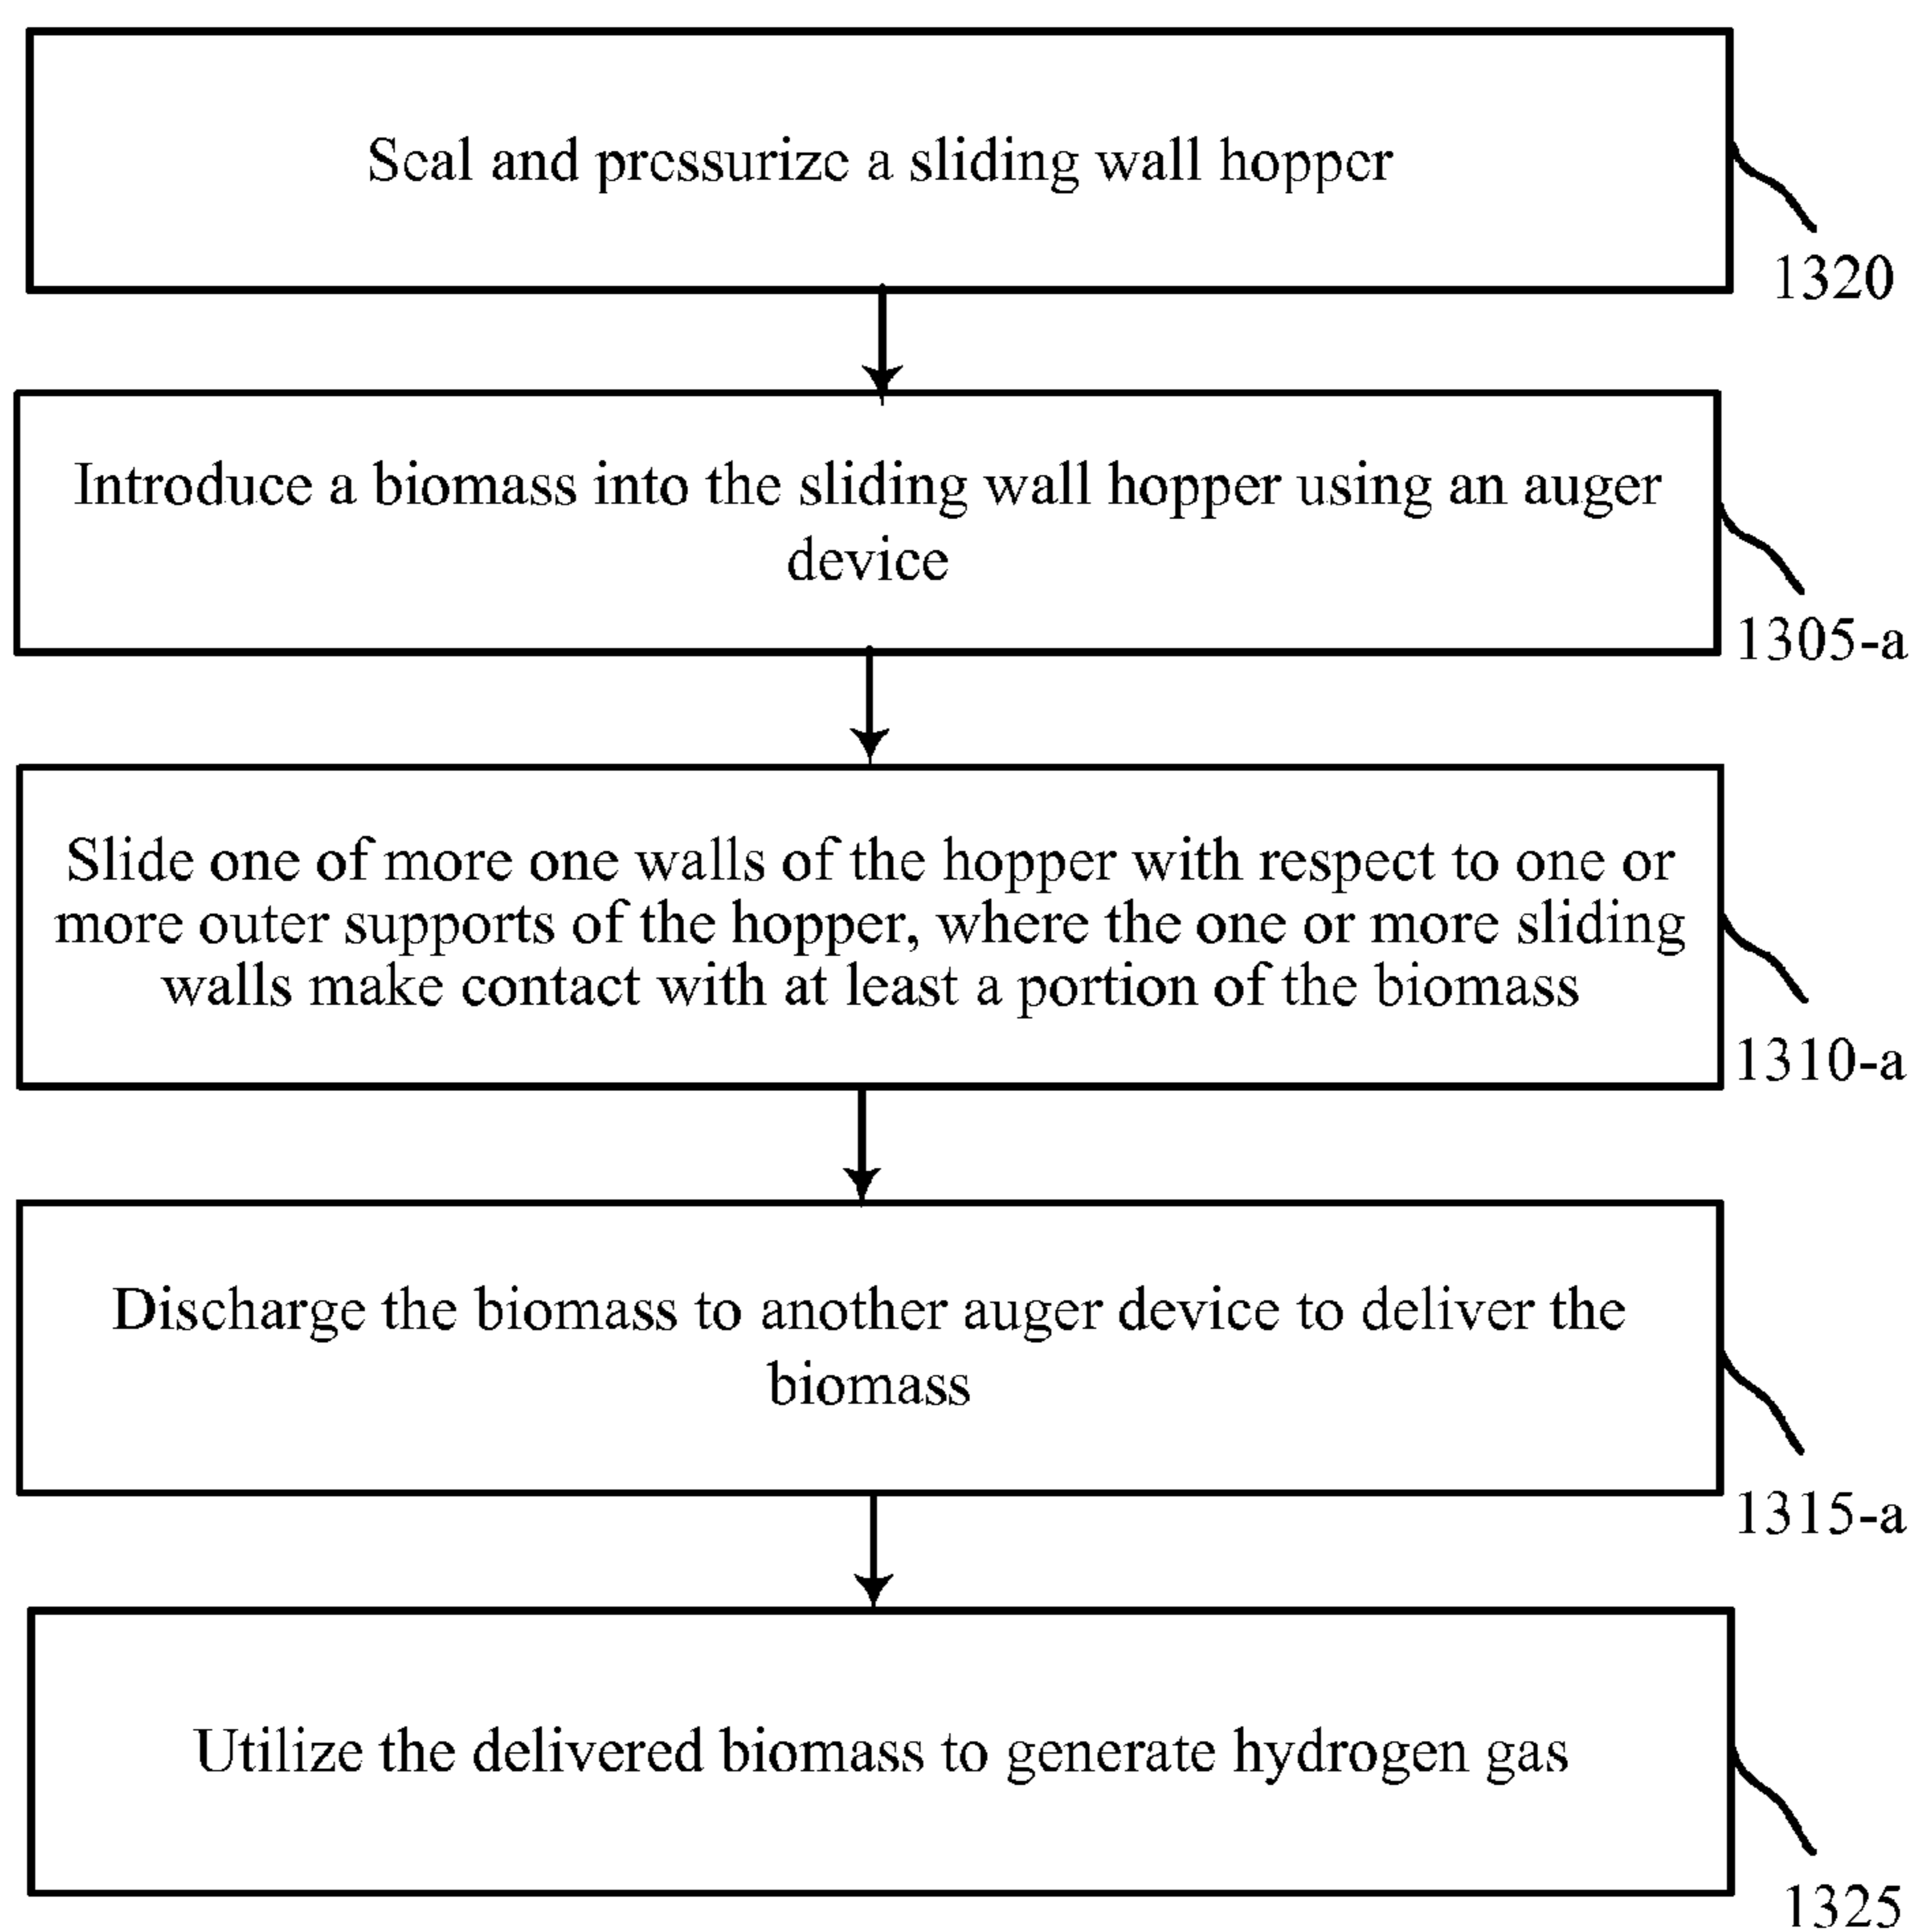 Seal and pressurize a sliding wall hopper
1320
Introduce a biomass into the sliding wall hopper using an auger
device
1305-a
Slide one of more one walls of the hopper with respect to one or
more outer supports of the hopper, where the one or more sliding
walls make contact with at least a portion of the biomass
1310-a
Discharge the biomass to another auger device to deliver the
biomass
1315-a
Utilize the delivered biomass to generate hydrogen gas
1325